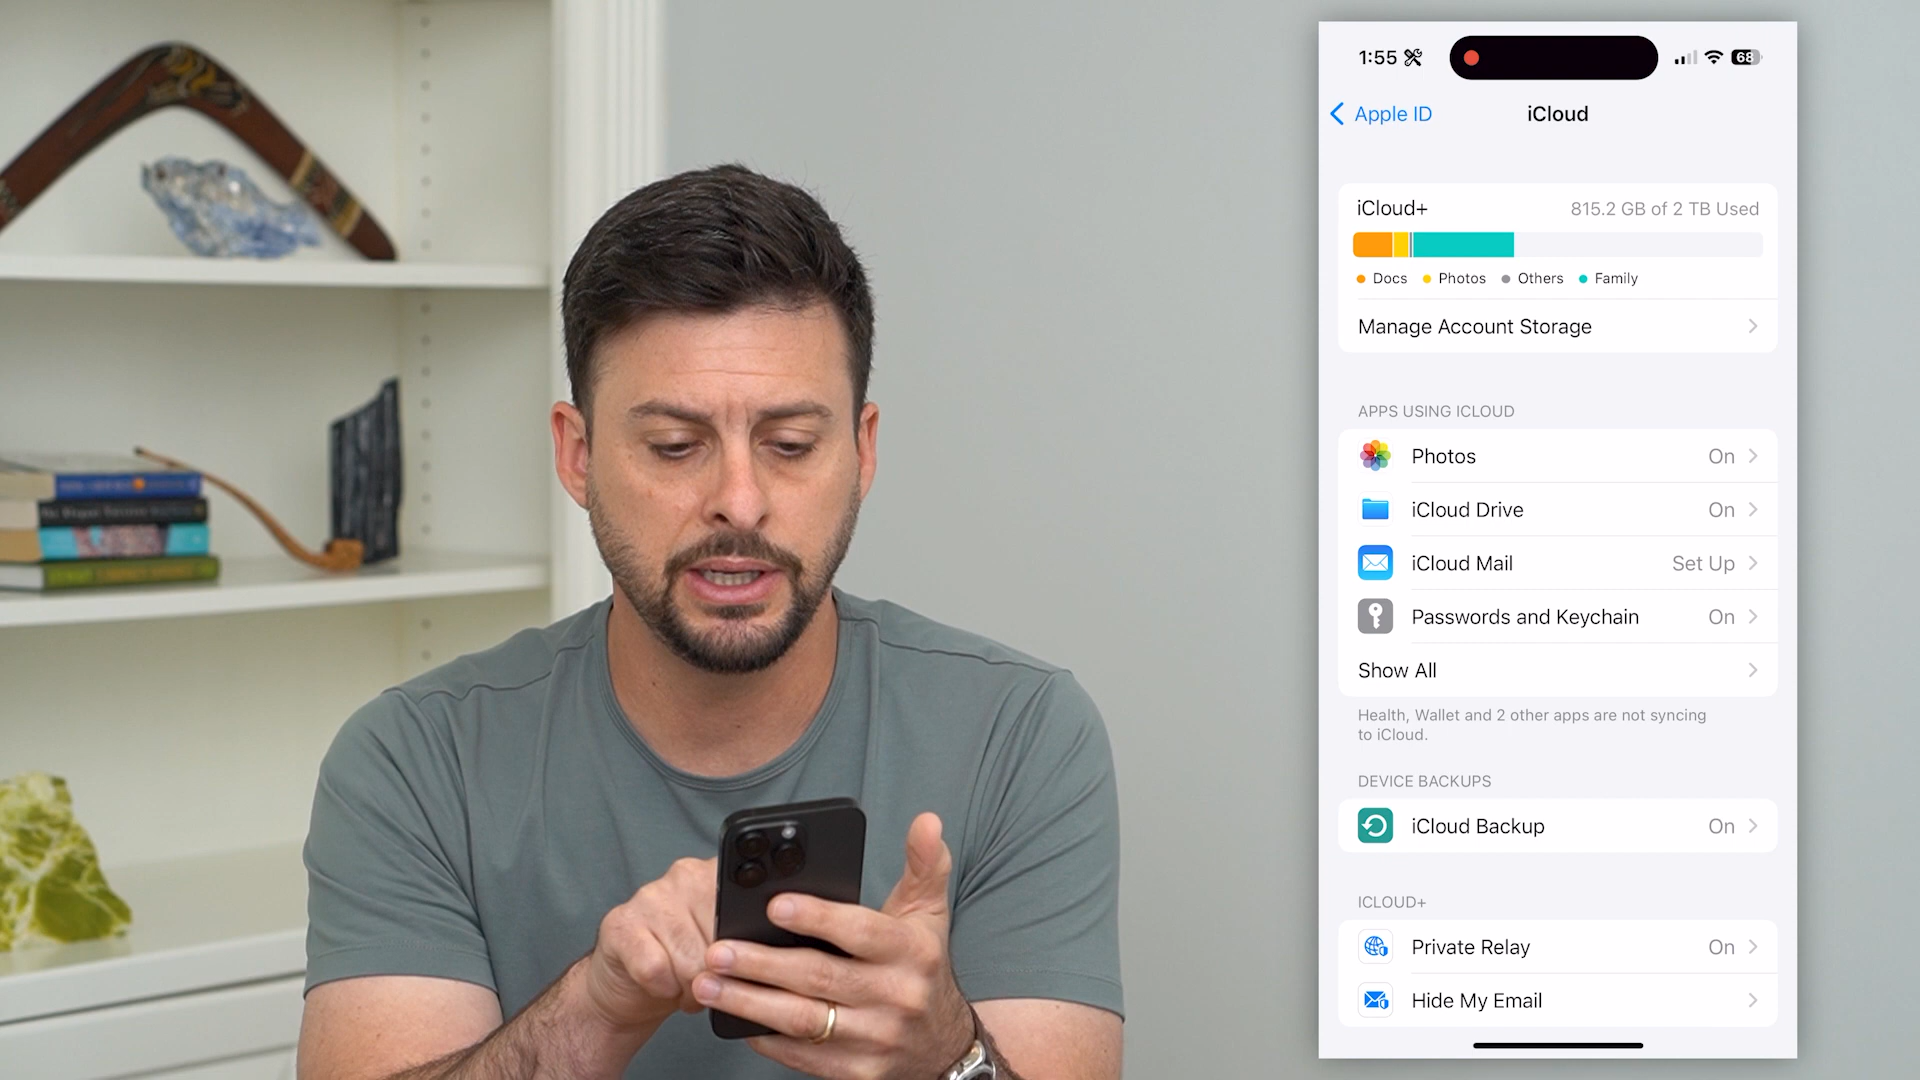 1:55
68
Apple ID
iCloud
iCloud+
815.2 GB of 2 TB Used
Docs
Photos
Others
Family
Manage Account Storage
APPS USING ICLOUD
Photos
On
iCloud Drive
On
iCloud Mail
Set Up
Passwords and Keychain
On
Show All
Health, Wallet and 2 other apps are not syncing
to iCloud.
DEVICE BACKUPS
iCloud Backup
On
ICLOUD+
Private Relay
On
Hide My Email